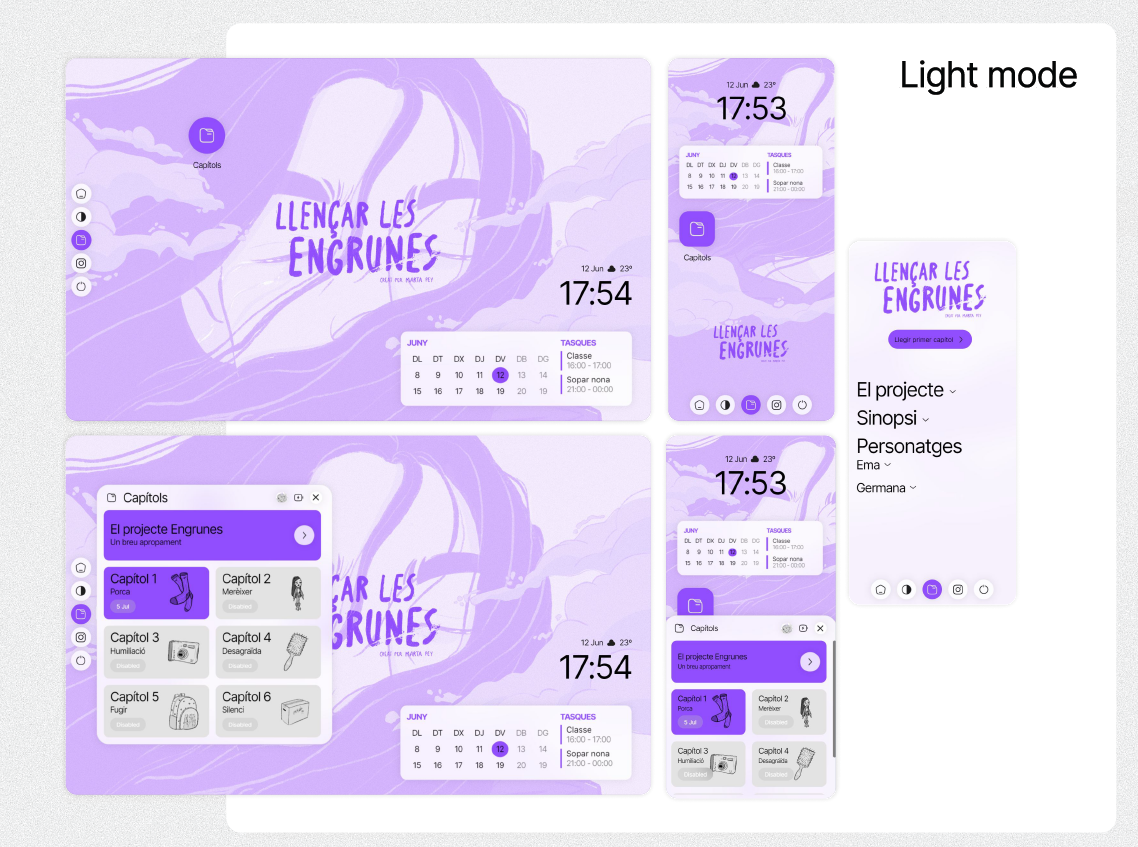 Light mode
Capítols
LLENÇAR LES
ENGRUNES
CREAT PER MARTA PEY
12 Jun 23º
17:54
JUNY
DL DT DX DJ DV DB DG
8 9 10 11 12 13 14
15 16 17 18 19 20 19
TASQUES
Classe
16:00 - 17:00
Sopar nona
21:00 - 00:00
12 Jun 23º
17:53
JUNY
DL DT DX DJ DV DB DG
8 9 10 11 12 13 14
15 16 17 18 19 20 19
TASQUES
Classe
16:00 - 17:00
Sopar nona
21:00 - 00:00
Capítols
LLENÇAR LES
ENGRUNES
LLENÇAR LES
ENGRUNES
Llegir primer capítol
El projecte
Sinopsi
Personatges
Ema
Germana
Capítols
El projecte Engrunes
Un breu apropament
Capítol 1
Porca
5 Jul
Capítol 2
Merèixer
Disabled
Capítol 3
Humiliació
Disabled
Capítol 4
Desagraïda
Disabled
Capítol 5
Fugir
Disabled
Capítol 6
Silenci
Disabled
ÇAR LES
RUNES
CREAT PER MARTA PEY
12 Jun 23º
17:54
JUNY
DL DT DX DJ DV DB DG
8 9 10 11 12 13 14
15 16 17 18 19 20 19
TASQUES
Classe
16:00 - 17:00
Sopar nona
21:00 - 00:00
12 Jun 23º
17:53
JUNY
DL DT DX DJ DV DB DG
8 9 10 11 12 13 14
15 16 17 18 19 20 19
TASQUES
Classe
16:00 - 17:00
Sopar nona
21:00 - 00:00
Capítols
El projecte Engrunes
Un breu apropament
Capítol 1
Porca
5 Jul
Capítol 2
Merèixer
Disabled
Capítol 3
Humiliació
Disabled
Capítol 4
Desagraïda
Disabled